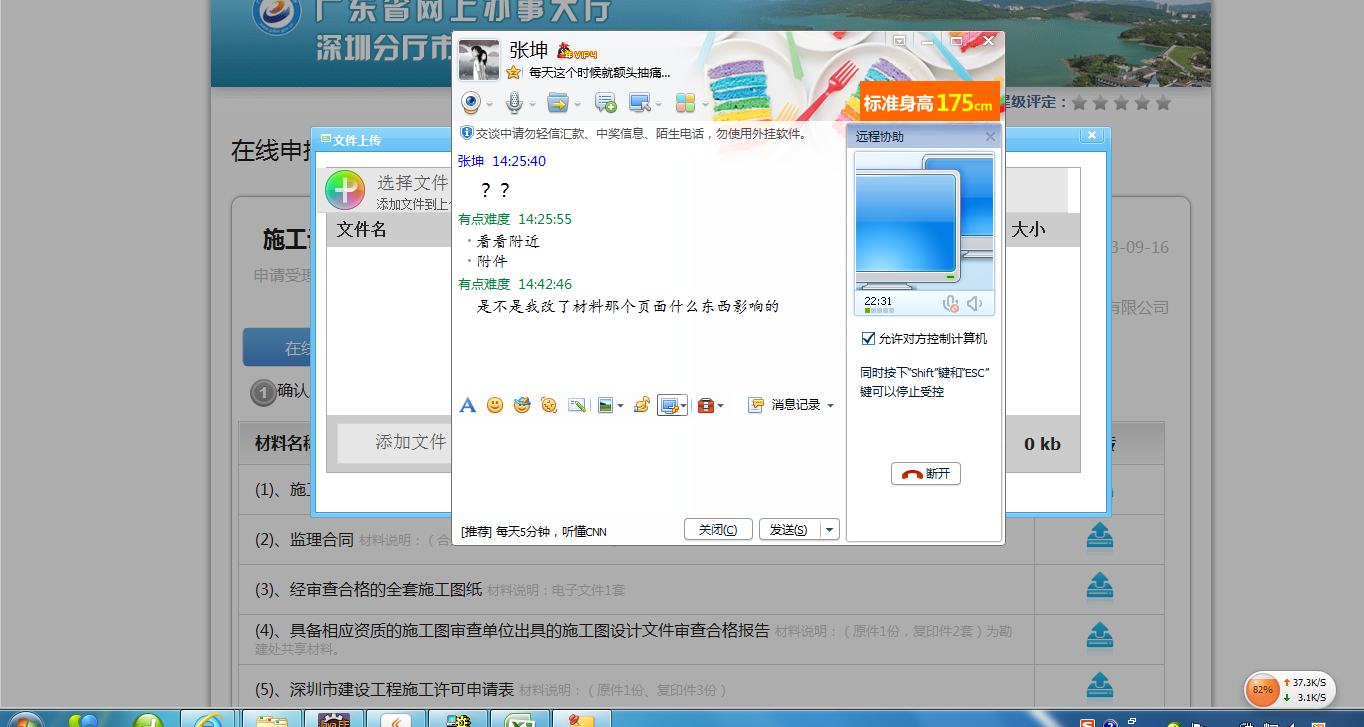 广东省网上办事大厅
深圳分厅市
星级评定：
在线申报
文件上传
选择文件
添加文件到上
文件名
大小
施工
3-09-16
申请受理
有限公司
在线
1 确认
材料名称
添加文件
0 kb
传
(1)、施工
(2)、监理合同 材料说明：（合
(3)、经审查合格的全套施工图纸 材料说明：电子文件1套
(4)、具备相应资质的施工图审查单位出具的施工图设计文件审查合格报告 材料说明：（原件1份，复印件2套）为勘
建处共享材料。
(5)、深圳市建设工程施工许可申请表 材料说明：（原件1份、复印件3份）
张坤 年VIP4
每天这个时候就额头抽痛...
标准身高175cm
交谈中请勿轻信汇款、中奖信息、陌生电话，勿使用外挂软件。
张坤 14:25:40
？？
有点难度 14:25:55
看看附近
附件
有点难度 14:42:46
是不是我改了材料那个页面什么东西影响的
消息记录
[推荐] 每天5分钟，听懂CNN
关闭(C)
发送(S)
远程协助
22:31
允许对方控制计算机
同时按下"Shift"键和"ESC"
键可以停止受控
断开
82%
37.3K/S
3.1K/S
Java EE